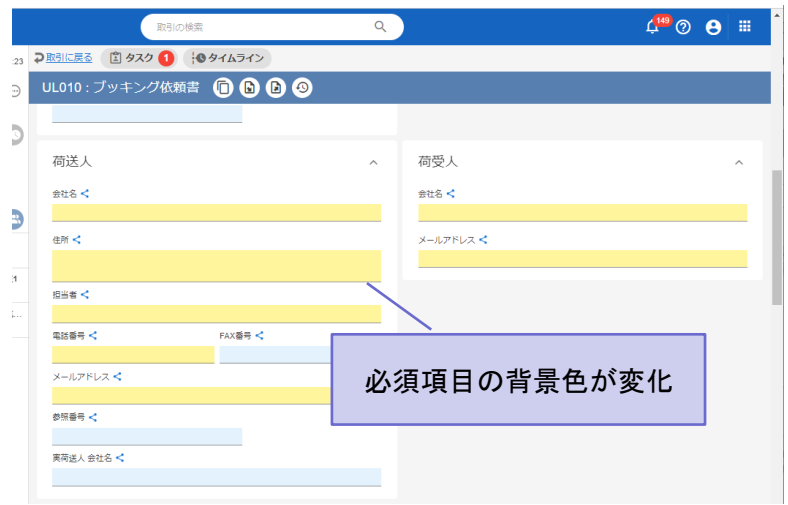 取引の検索
149
:23
取引に戻る タスク 1 タイムライン
UL010 : ブッキング依頼書
荷送人
会社名
住所
担当者
電話番号 FAX番号
メールアドレス
参照番号
実荷送人 会社名
荷受人
会社名
メールアドレス
必須項目の背景色が変化